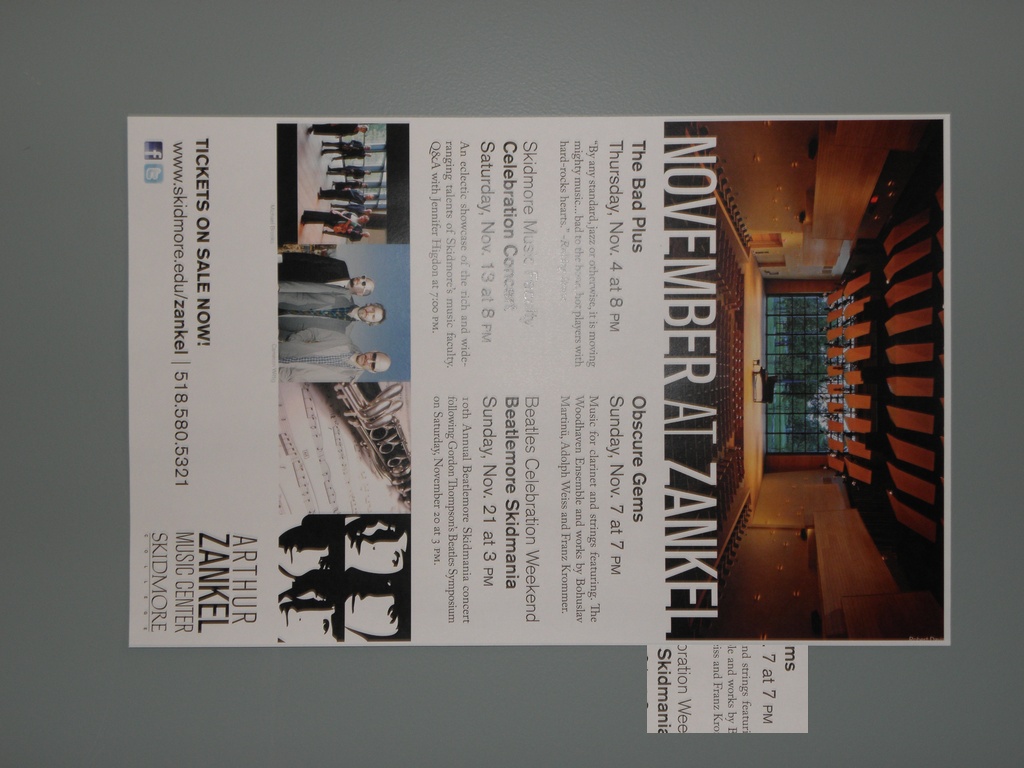 NOVEMBER AT ZANKEL
The Bad Plus
Thursday, Nov. 4 at 8 PM
"By any standard, jazz or otherwise, it is moving
mighty music...bad to the bone, hot players with
hard-rocks hearts."
Obscure Gems
Sunday, Nov. 7 at 7 PM
Music for clarinet and strings featuring. The
Woodhaven Ensemble and works by Bohuslav
Martinů, Adolph Weiss and Franz Krommer.
Skidmore Music Faculty
Celebration Concert
Saturday, Nov. 13 at 8 PM
An eclectic showcase of the rich and wide-
ranging talents of Skidmore's music faculty.
Q&A with Jennifer Higdon at 7:00 PM.
Beatles Celebration Weekend
Beatlemore Skidmania
Sunday, Nov. 21 at 3 PM
10th Annual Beatlemore Skidmania concert
following Gordon Thompson's Beatles Symposium
on Saturday, November 20 at 3 PM.
TICKETS ON SALE NOW!
www.skidmore.edu/zankel | 518.580.5321
f t
ARTHUR
ZANKEL
MUSIC CENTER
SKIDMORE
COLLEGE
ms
. 7 at 7 PM
nd strings featuri
le and works by B
iss and Franz Kro
oration Wee
Skidmania